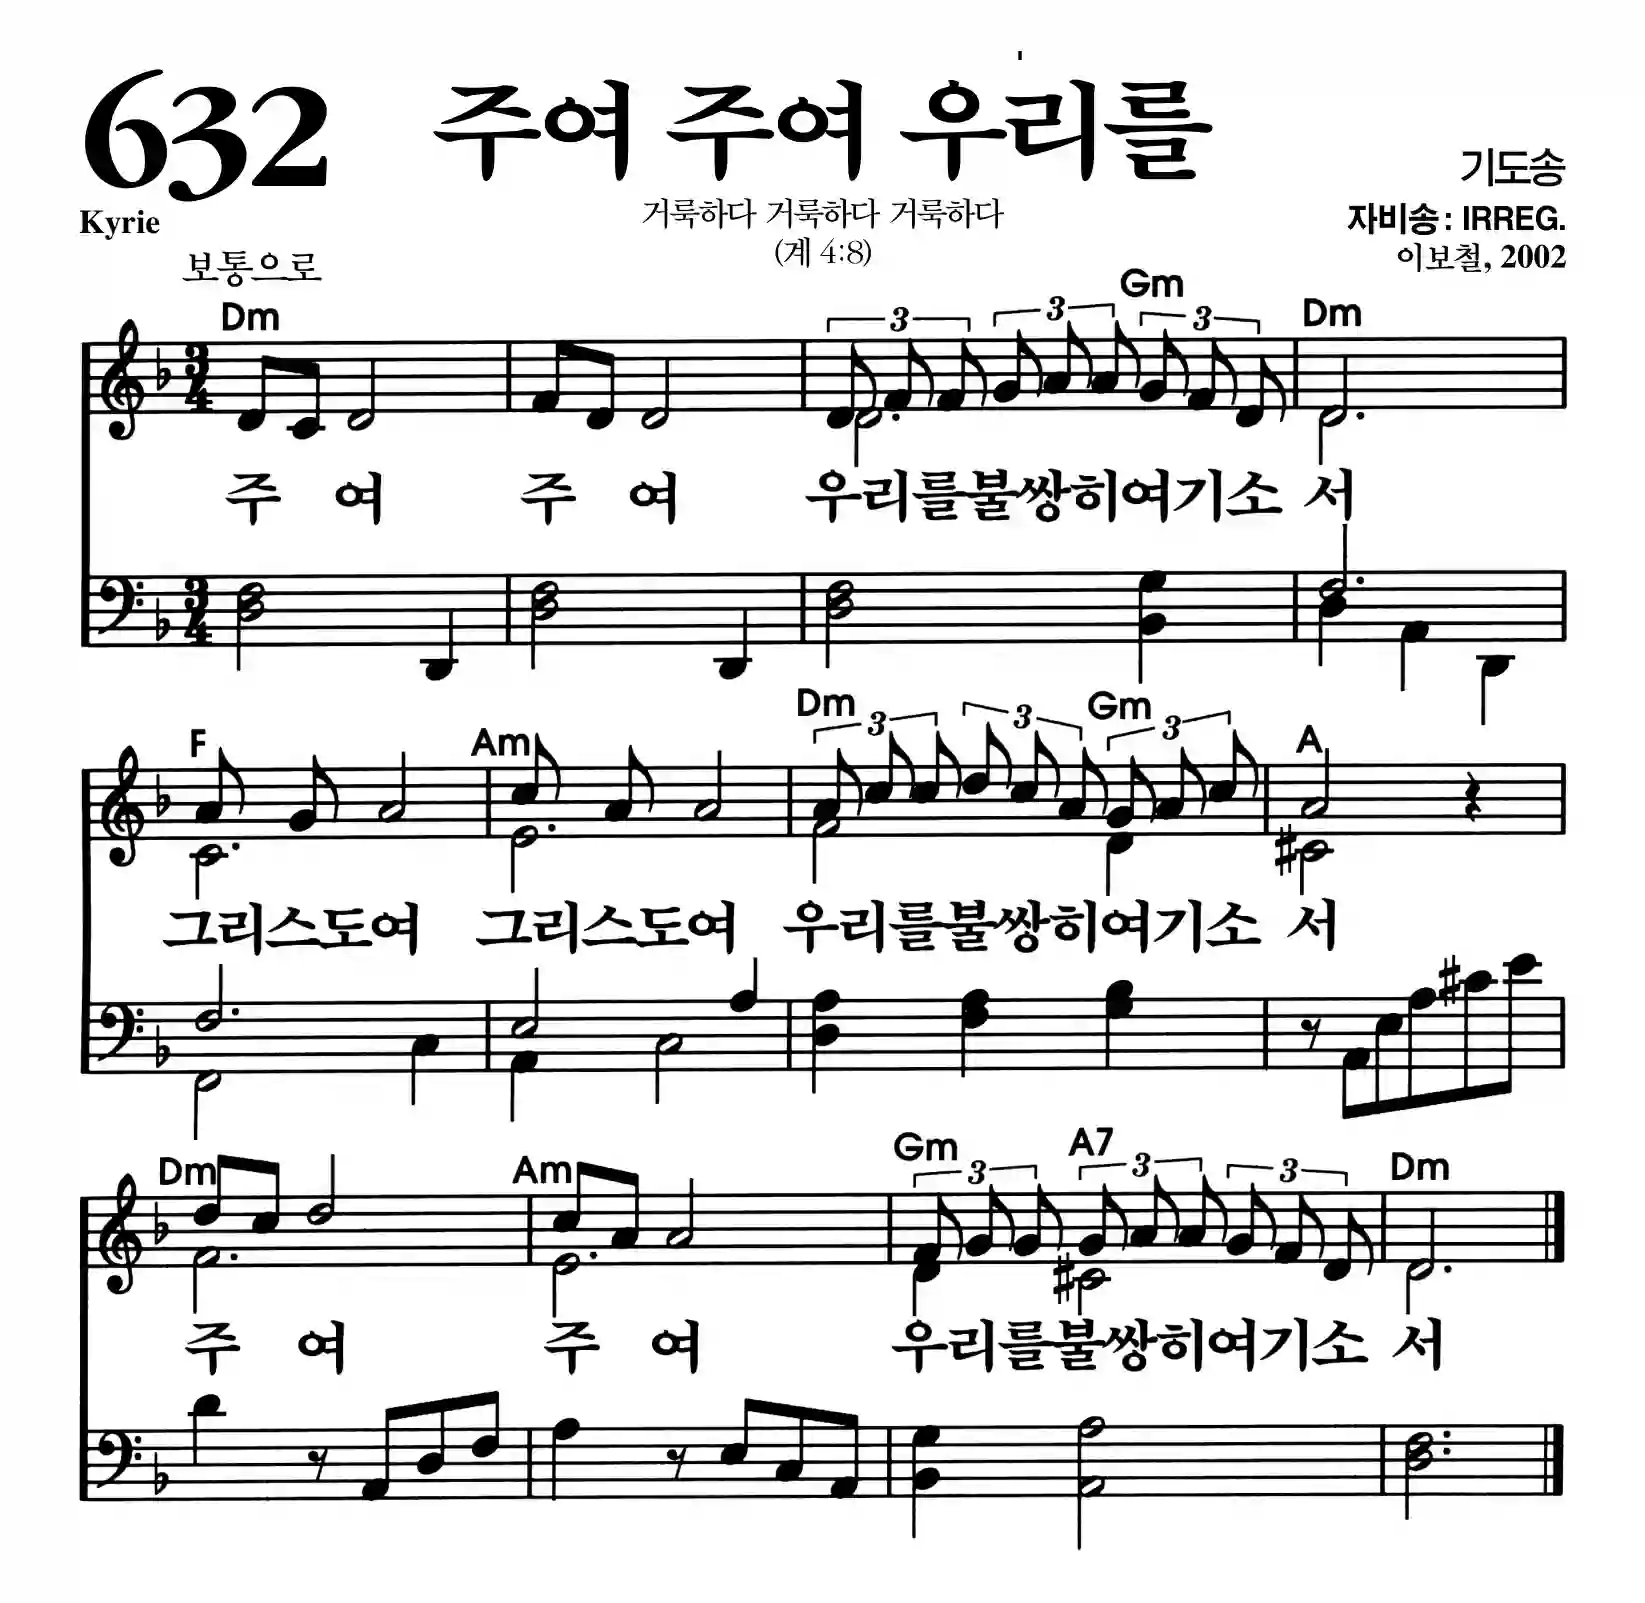 632 주여 주여 우리를
기도송
Kyrie 거룩하다 거룩하다 거룩하다 자비송 : IRREG.
(계 4:8) 이보철, 2002
보통으로
Dm Gm Dm
3 3 3
주 여 주 여 우리를불쌍히여기소 서
F Am Dm Gm A
3 3 3
그리스도여 그리스도여 우리를불쌍히여기소 서
Dm Am Gm A7 Dm
3 3 3
주 여 주 여 우리를불쌍히여기소 서